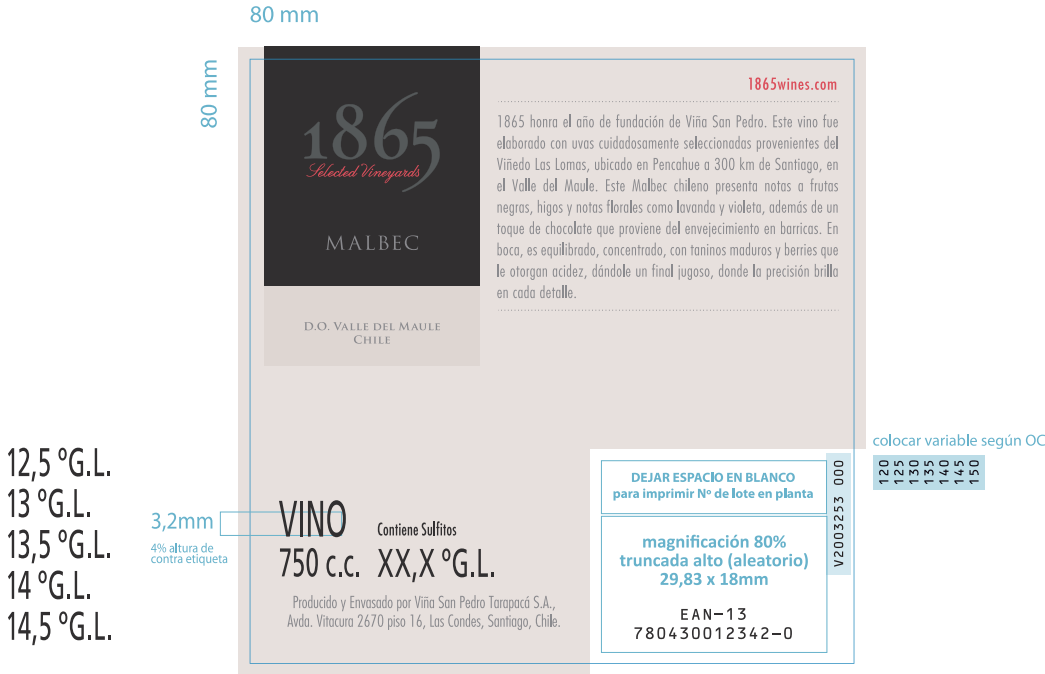 80 mm
80 mm
1865
Selected Vineyards
MALBEC
D.O. VALLE DEL MAULE
CHILE
1865wines.com
1865 honra el año de fundación de Viña San Pedro. Este vino fue
elaborado con uvas cuidadosamente seleccionadas provenientes del
Viñedo Las Lomas, ubicado en Pencahue a 300 km de Santiago, en
el Valle del Maule. Este Malbec chileno presenta notas a frutas
negras, higos y notas florales como lavanda y violeta, además de un
toque de chocolate que proviene del envejecimiento en barricas. En
boca, es equilibrado, concentrado, con taninos maduros y berries que
le otorgan acidez, dándole un final jugoso, donde la precisión brilla
en cada detalle.
12,5 ºG.L.
13 ºG.L.
13,5 ºG.L.
14 ºG.L.
14,5 ºG.L.
3,2mm
4% altura de
contra etiqueta
VINO
Contiene Sulfitos
750 c.c. XX,X ºG.L.
Producido y Envasado por Viña San Pedro Tarapacá S.A.,
Avda. Vitacura 2670 piso 16, Las Condes, Santiago, Chile.
DEJAR ESPACIO EN BLANCO
para imprimir Nº de lote en planta
magnificación 80%
truncada alto (aleatorio)
29,83 x 18mm
EAN-13
780430012342-0
V2003253 000
colocar variable según OC
120
125
130
135
140
145
150